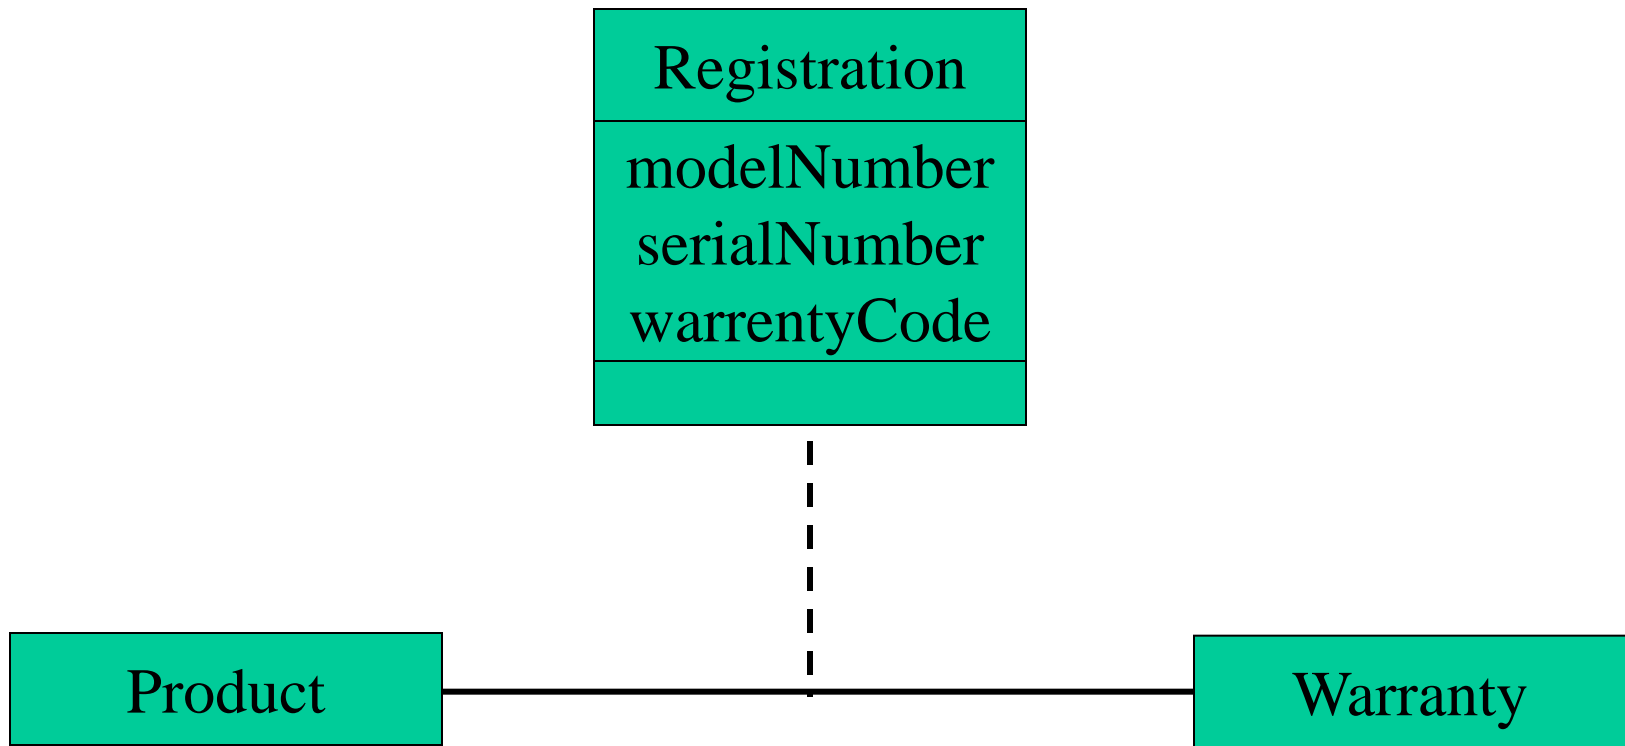 Registration
modelNumber
serialNumber
warrentyCode
Product
Warranty